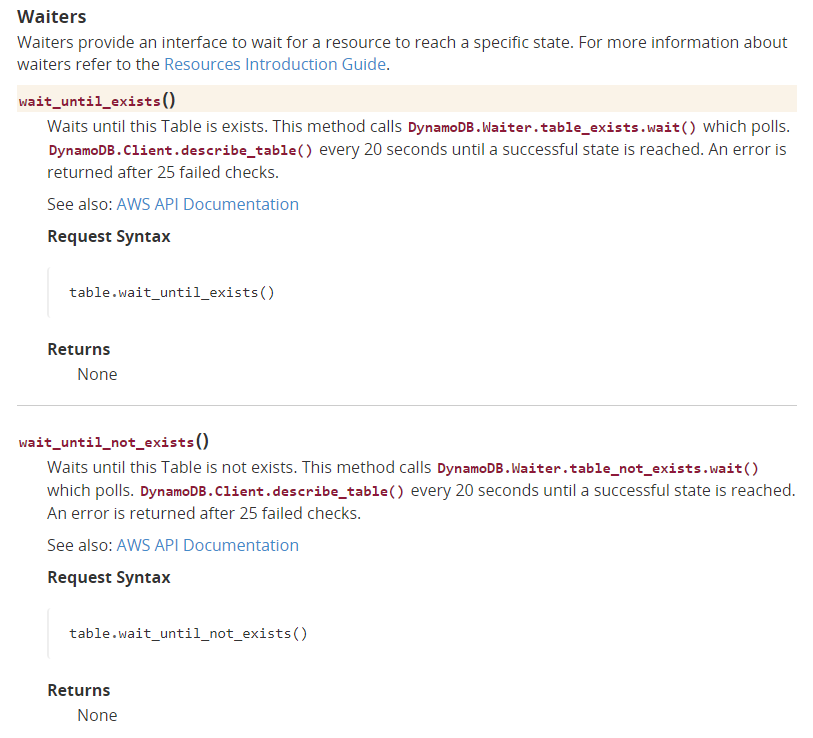 Waiters
Waiters provide an interface to wait for a resource to reach a specific state. For more information about
waiters refer to the Resources Introduction Guide.
wait_until_exists()
Waits until this Table is exists. This method calls DynamoDB.Waiter.table_exists.wait() which polls.
DynamoDB.Client.describe_table() every 20 seconds until a successful state is reached. An error is
returned after 25 failed checks.
See also: AWS API Documentation
Request Syntax
table.wait_until_exists()
Returns
None
wait_until_not_exists()
Waits until this Table is not exists. This method calls DynamoDB.Waiter.table_not_exists.wait()
which polls. DynamoDB.Client.describe_table() every 20 seconds until a successful state is reached.
An error is returned after 25 failed checks.
See also: AWS API Documentation
Request Syntax
table.wait_until_not_exists()
Returns
None